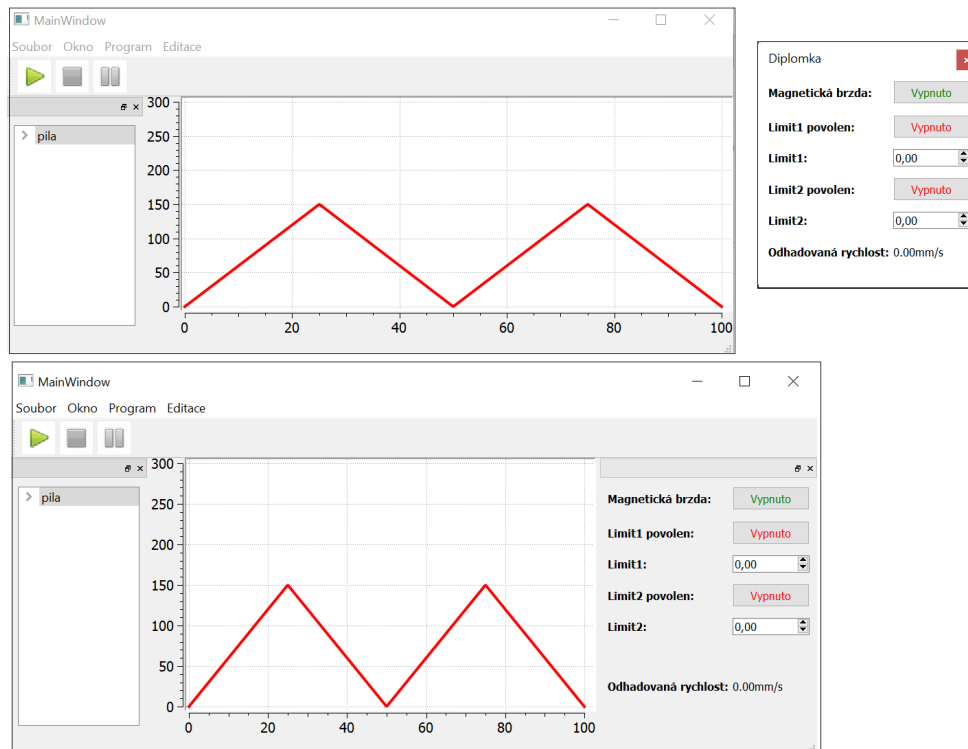 MainWindow
Soubor Okno Program Editace
pila
300
250
200
150
100
50
0
0 20 40 60 80 100
Diplomka
Magnetická brzda: Vypnuto
Limit1 povolen: Vypnuto
Limit1: 0,00
Limit2 povolen: Vypnuto
Limit2: 0,00
Odhadovaná rychlost: 0.00mm/s
MainWindow
Soubor Okno Program Editace
pila
300
250
200
150
100
50
0
0 20 40 60 80 100
Magnetická brzda: Vypnuto
Limit1 povolen: Vypnuto
Limit1: 0,00
Limit2 povolen: Vypnuto
Limit2: 0,00
Odhadovaná rychlost: 0.00mm/s